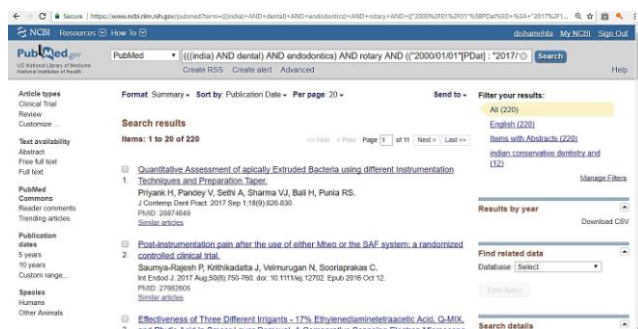 Secure | https://www.ncbi.nlm.nih.gov/pubmed?term=(((india)+AND+dental)+AND+endodontics)+AND+rotary+AND+(("2000%2F01%2F01"%5BPDat%5D+%3A+"2017%2F1...
NCBI Resources How To dishamehta My NCBI Sign Out
PubMed.gov PubMed (((india) AND dental) AND endodontics) AND rotary AND (("2000/01/01"[PDat] : "2017/ Search
US National Library of Medicine
National Institutes of Health
Create RSS Create alert Advanced Help
Article types
Clinical Trial
Review
Customize ...
Text availability
Abstract
Free full text
Full text
PubMed
Commons
Reader comments
Trending articles
Publication
dates
5 years
10 years
Custom range...
Species
Humans
Other Animals
Format: Summary Sort by: Publication Date Per page: 20 Send to
Search results
Items: 1 to 20 of 220 << First < Prev Page 1 of 11 Next > Last >>
Quantitative Assessment of apically Extruded Bacteria using different Instrumentation
1. Techniques and Preparation Taper.
Priyank H, Pandey V, Sethi A, Sharma VJ, Bali H, Punia RS.
J Contemp Dent Pract. 2017 Sep 1;18(9):826-830.
PMID: 28874649
Similar articles
Post-instrumentation pain after the use of either Mtwo or the SAF system: a randomized
2. controlled clinical trial.
Saumya-Rajesh P, Krithikadatta J, Velmurugan N, Sooriaprakas C.
Int Endod J. 2017 Aug;50(8):750-760. doi: 10.1111/iej.12702. Epub 2016 Oct 12.
PMID: 27662605
Similar articles
Effectiveness of Three Different Irrigants - 17% Ethylenediaminetetraacetic Acid, Q-MIX,
Filter your results:
All (220)
English (220)
Items with Abstracts (220)
indian conservative dentistry and
(12)
Manage Filters
Results by year
Download CSV
Find related data
Database: Select
Find items
Search details